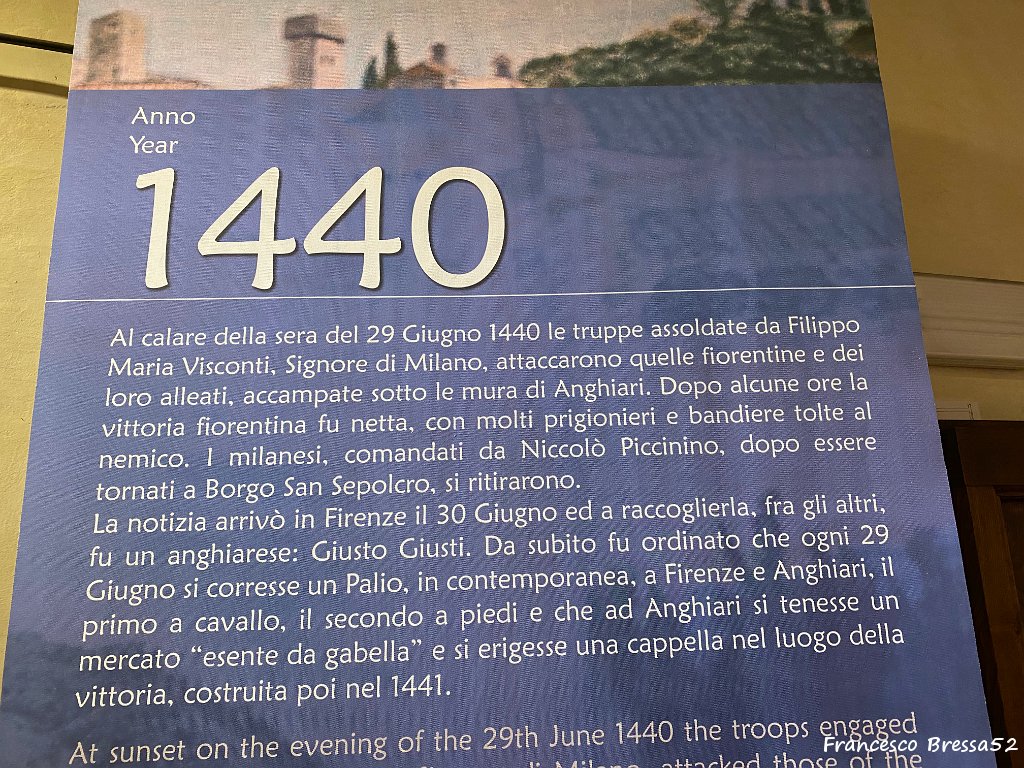 Anno
Year
1440
Al calare della sera del 29 Giugno 1440 le truppe assoldate da Filippo
Maria Visconti, Signore di Milano, attaccarono quelle fiorentine e dei
loro alleati, accampate sotto le mura di Anghiari. Dopo alcune ore la
vittoria fiorentina fu netta, con molti prigionieri e bandiere tolte al
nemico. I milanesi, comandati da Niccolò Piccinino, dopo essere
tornati a Borgo San Sepolcro, si ritirarono.
La notizia arrivò in Firenze il 30 Giugno ed a raccoglierla, fra gli altri,
fu un anghiarese: Giusto Giusti. Da subito fu ordinato che ogni 29
Giugno si corresse un Palio, in contemporanea, a Firenze e Anghiari, il
primo a cavallo, il secondo a piedi e che ad Anghiari si tenesse un
mercato “esente da gabella” e si erigesse una cappella nel luogo della
vittoria, costruita poi nel 1441.
At sunset on the evening of the 29th June 1440 the troops engaged
di Milano, attacked those of the
Francesco Bressa52